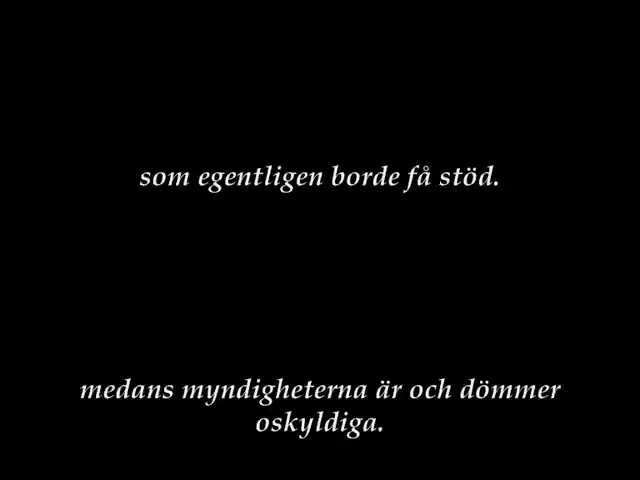 som egentligen borde få stöd.
medans myndigheterna är och dömmer
oskyldiga.